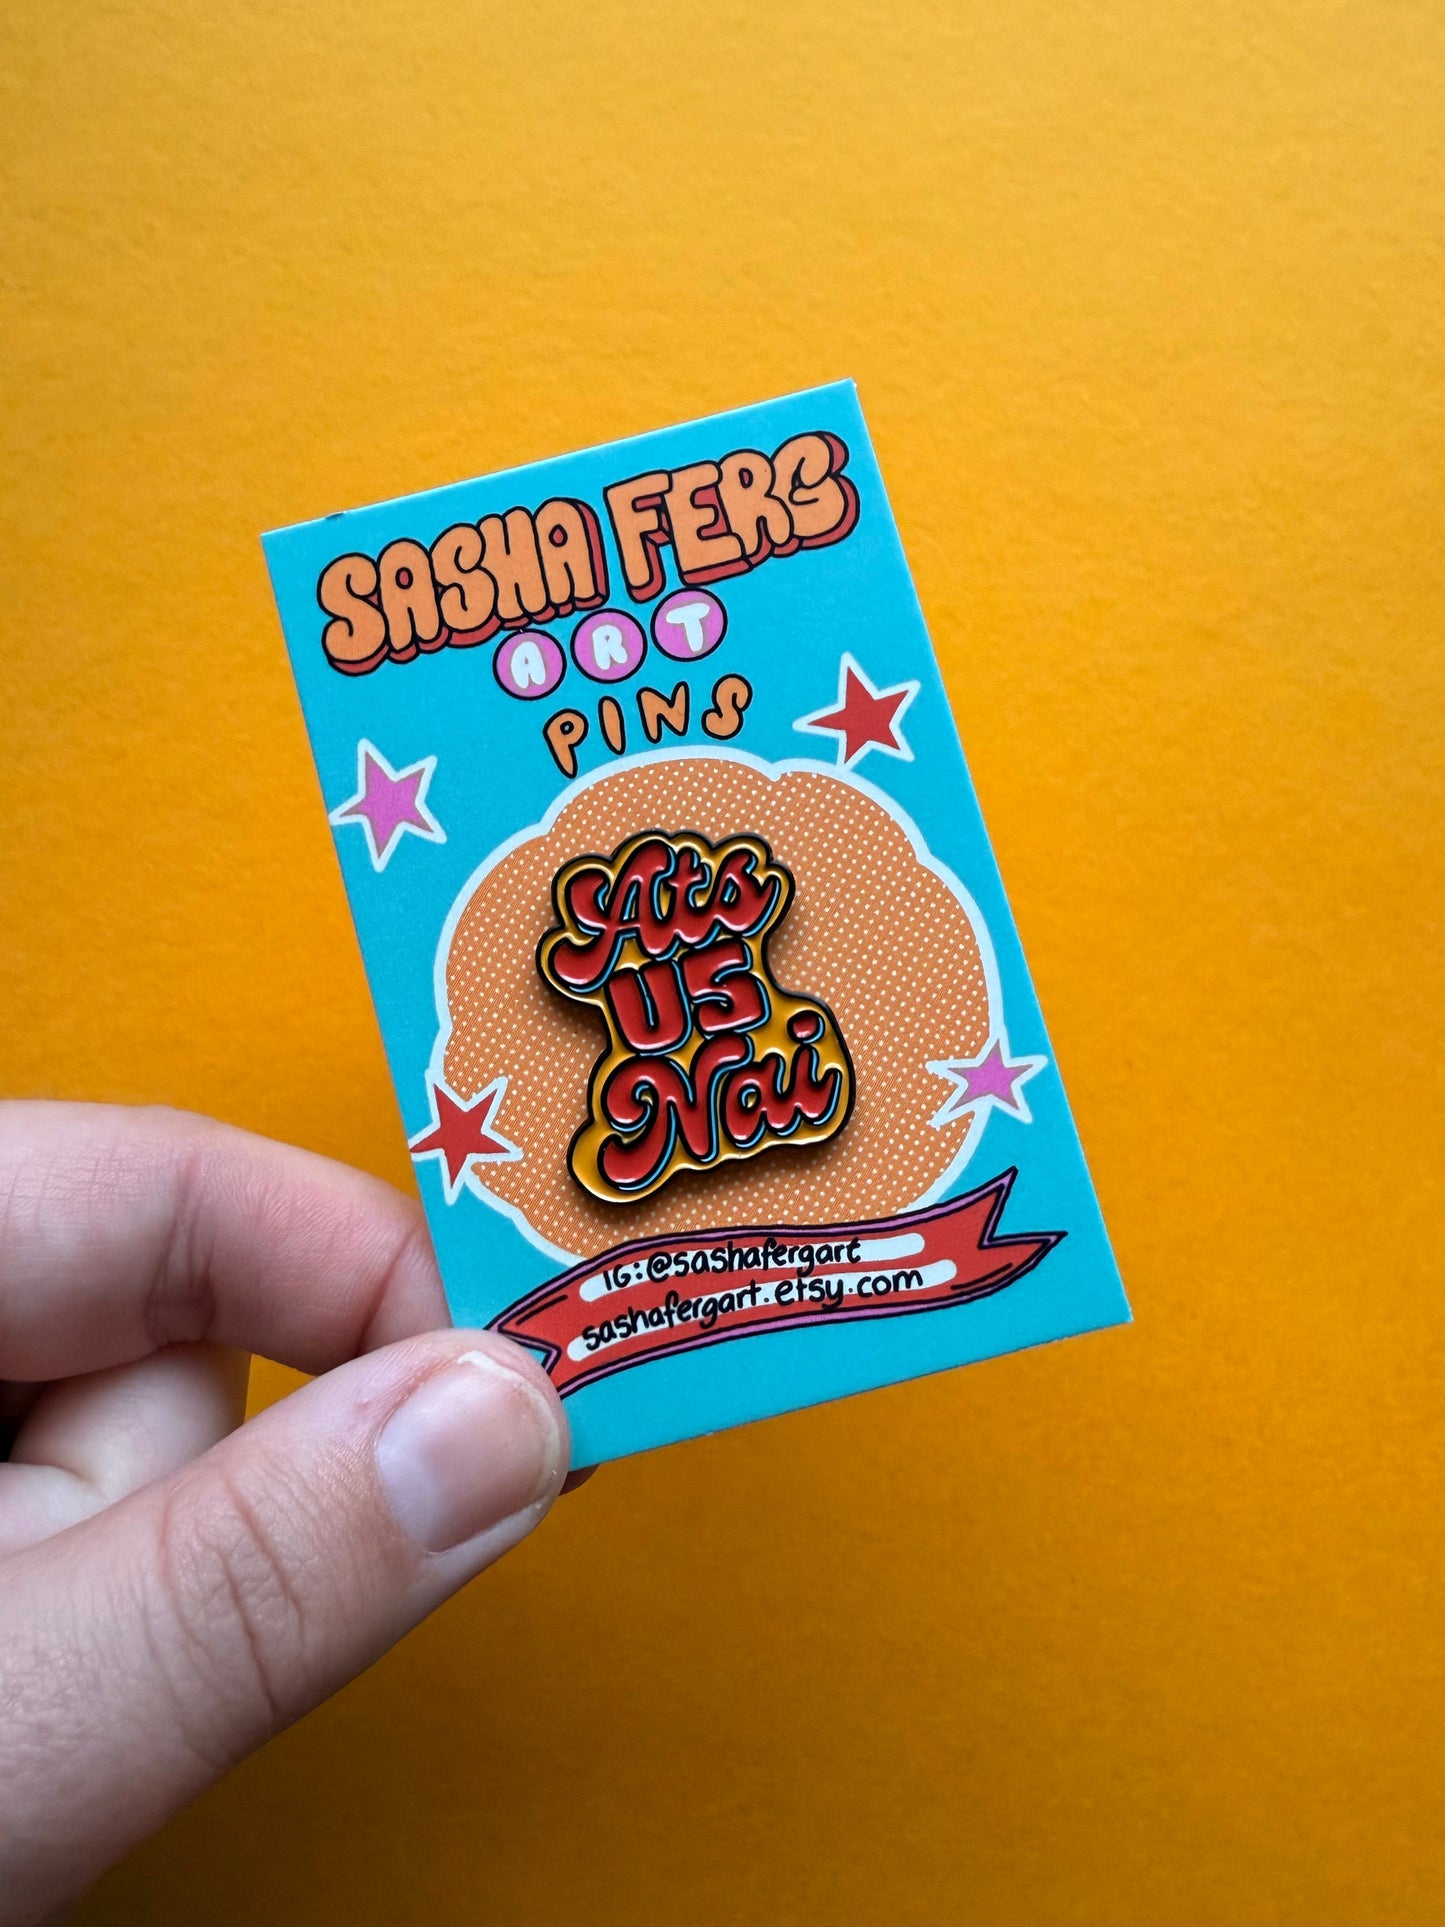 SASHA FERG
ART
PINS
Ats
US
Nai
IG:@sashafergart
sashafergart.etsy.com